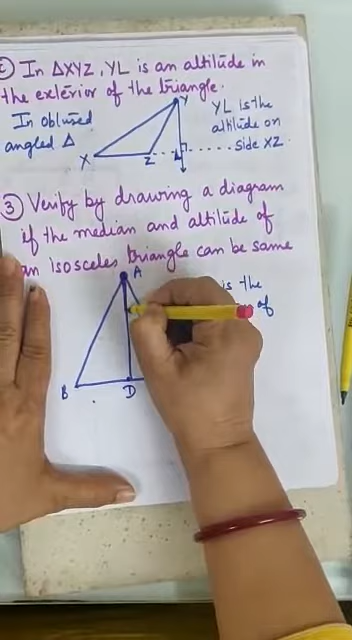 c) In ΔXYZ, YL is an altitude in
the exterior of the triangle.
In obtused
angled Δ
Y
YL is the
altitude on
side XZ.
X
Z
L
3) Verify by drawing a diagram
if the median and altitude of
an isosceles triangle can be same
A
is the
of
B
D